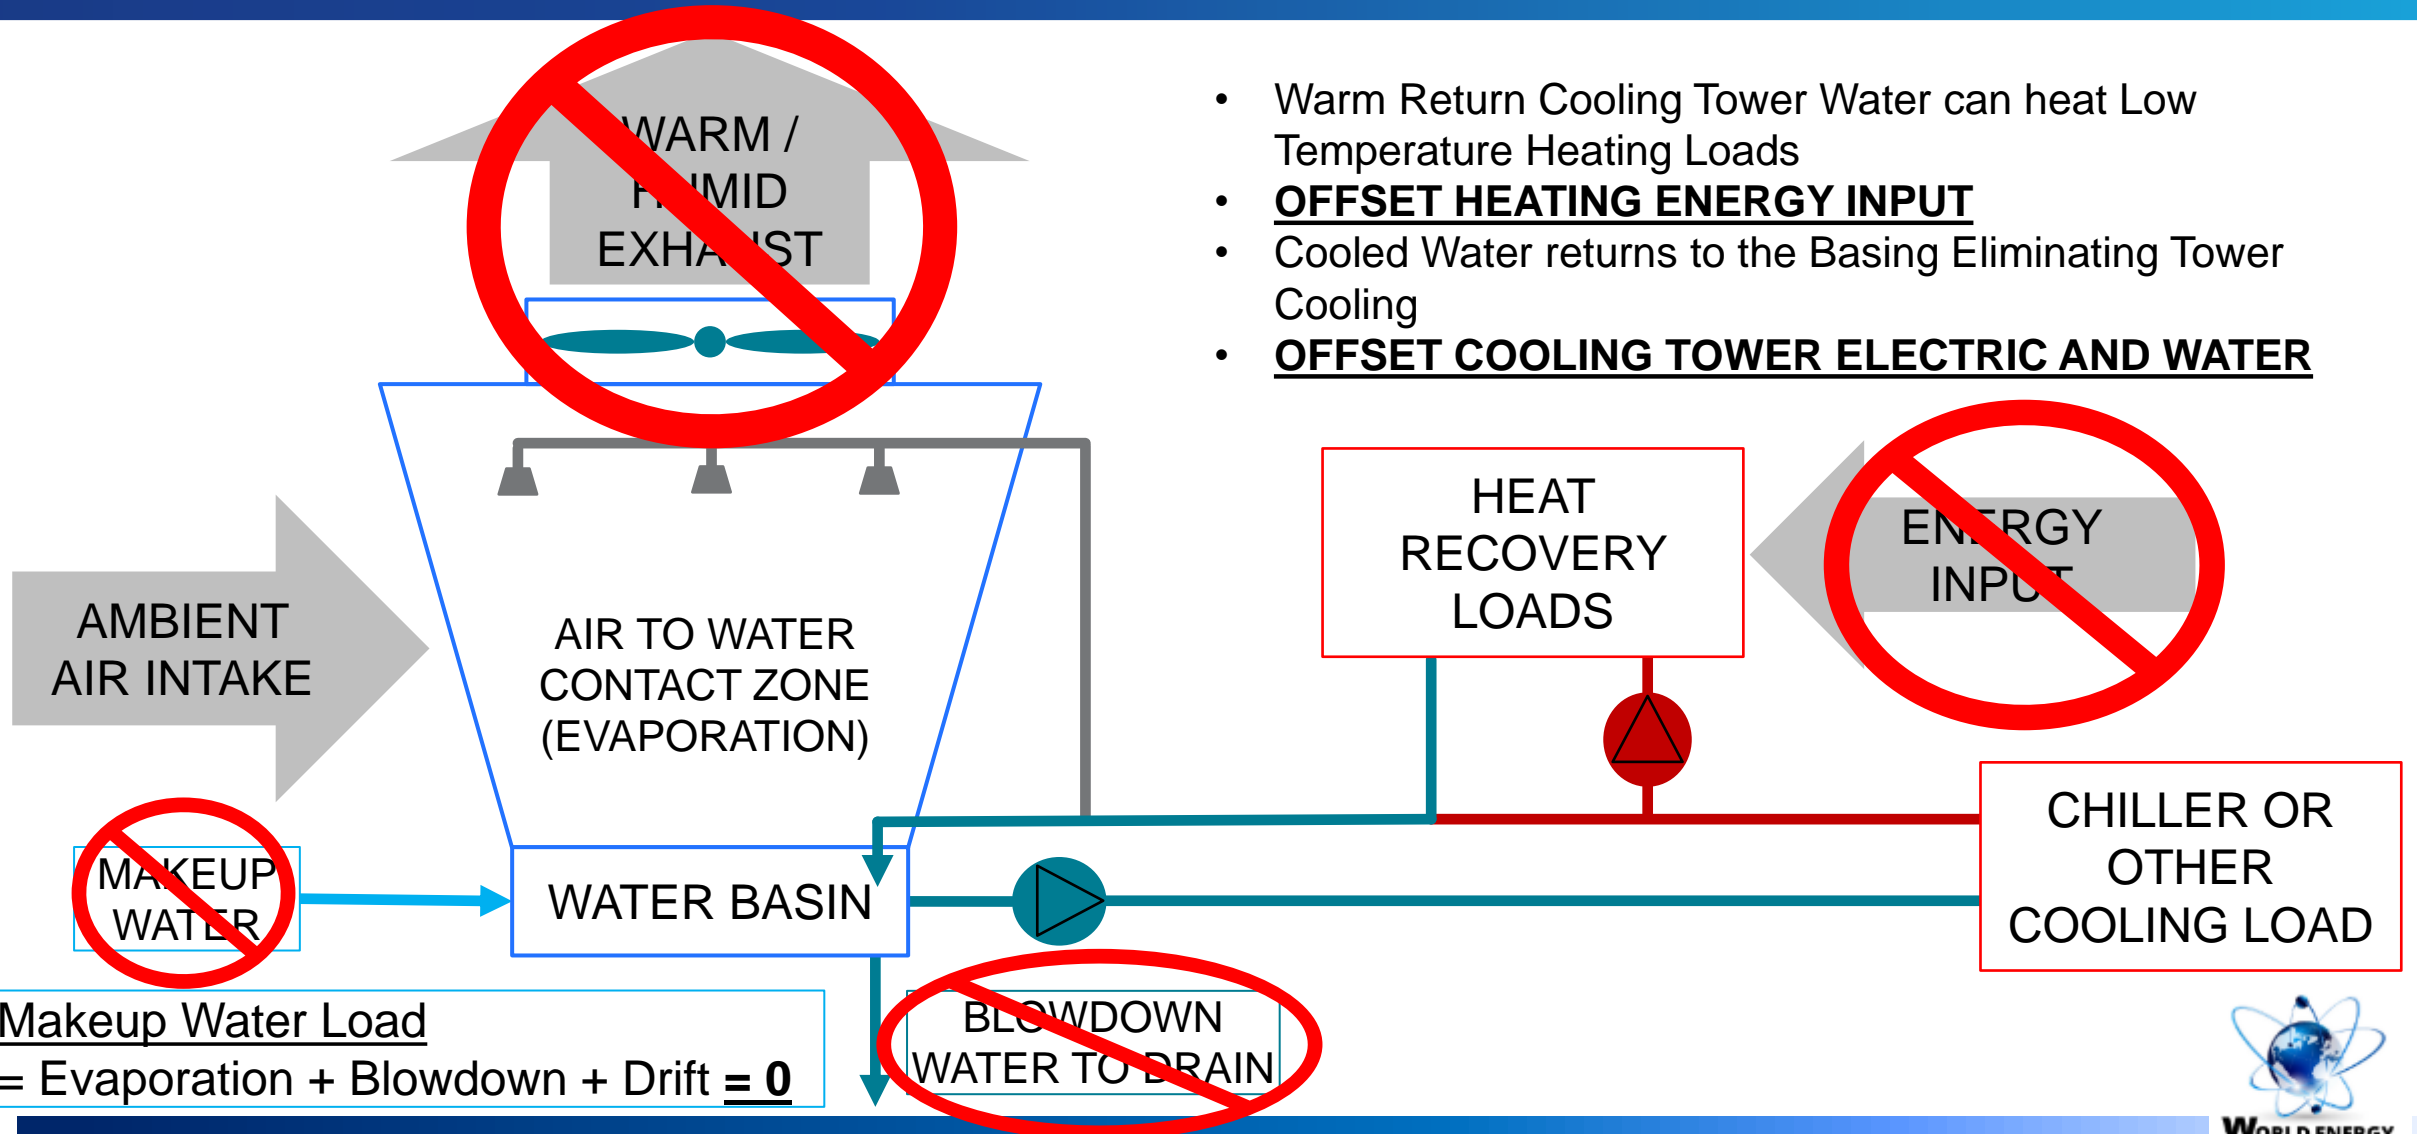 WARM /
HUMID
EXHAUST
• Warm Return Cooling Tower Water can heat Low
Temperature Heating Loads
• OFFSET HEATING ENERGY INPUT
• Cooled Water returns to the Basing Eliminating Tower
Cooling
• OFFSET COOLING TOWER ELECTRIC AND WATER
HEAT
RECOVERY
LOADS
ENERGY
INPUT
AMBIENT
AIR INTAKE
AIR TO WATER
CONTACT ZONE
(EVAPORATION)
MAKEUP
WATER
WATER BASIN
CHILLER OR
OTHER
COOLING LOAD
BLOWDOWN
WATER TO DRAIN
Makeup Water Load
= Evaporation + Blowdown + Drift = 0
WORLD ENERGY